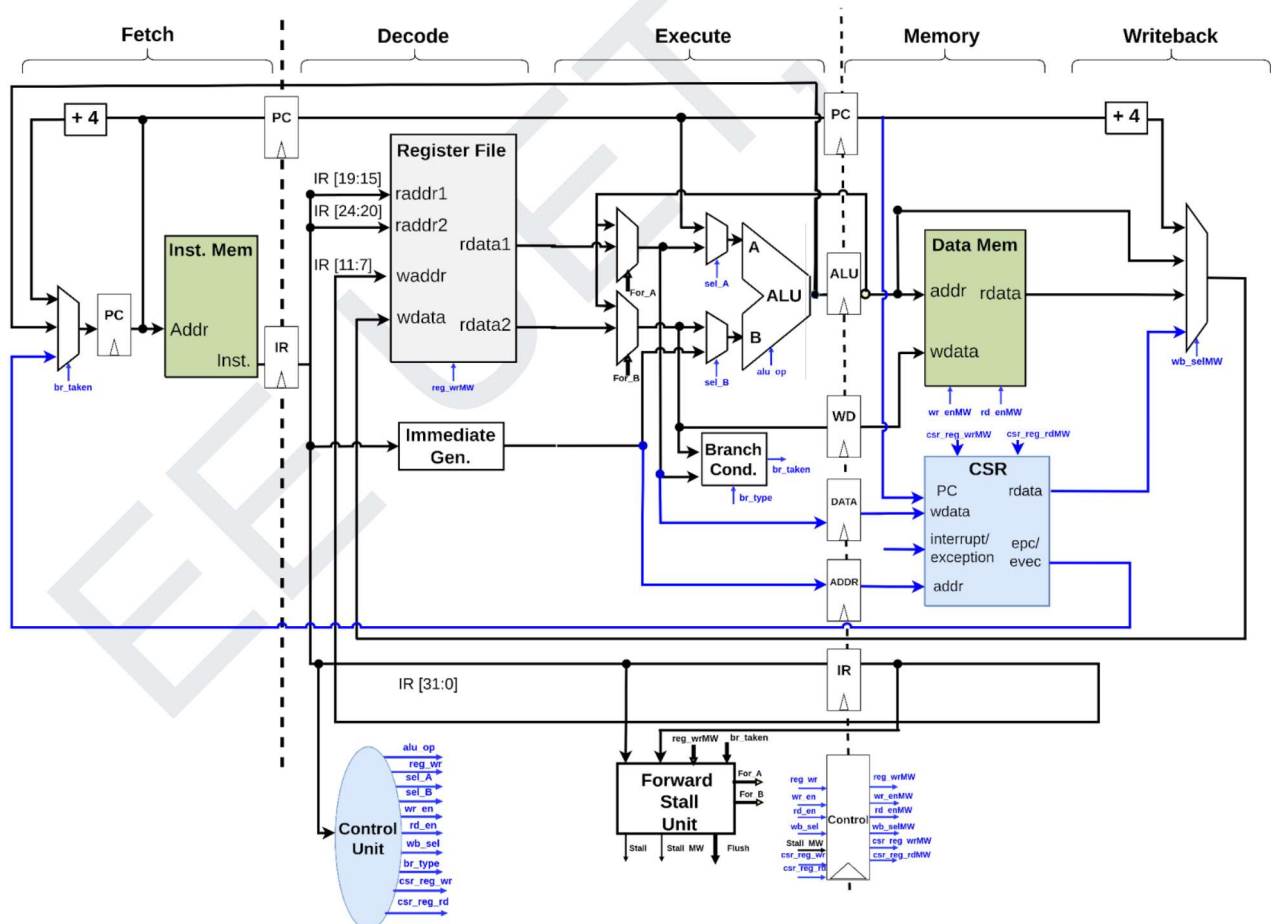 Fetch
Decode
Execute
Memory
Writeback
+ 4
PC
PC
+ 4
Register File
IR [19:15]
raddr1
IR [24:20]
raddr2
rdata1
IR [11:7]
waddr
wdata
rdata2
reg_wrMW
Inst. Mem
Addr
Inst.
PC
br_taken
IR
For_A
For_B
sel_A
sel_B
A
B
ALU
alu_op
ALU
Data Mem
addr
rdata
wdata
wr_enMW
rd_enMW
wb_selMW
WD
Immediate
Gen.
Branch
Cond.
br_taken
br_type
DATA
ADDR
csr_reg_wrMW
csr_reg_rdMW
CSR
PC
rdata
wdata
interrupt/
exception
epc/
evec
addr
IR [31:0]
IR
Control
Unit
alu_op
reg_wr
sel_A
sel_B
wr_en
rd_en
wb_sel
br_type
csr_reg_wr
csr_reg_rd
reg_wrMW
br_taken
Forward
Stall
Unit
For_A
For_B
Stall
Stall_MW
Flush
reg_wr
wr_en
rd_en
wb_sel
Stall_MW
csr_reg_wr
csr_reg_rd
Control
reg_wrMW
wr_enMW
rd_enMW
wb_selMW
csr_reg_wrMW
csr_reg_rdMW
EE UET,